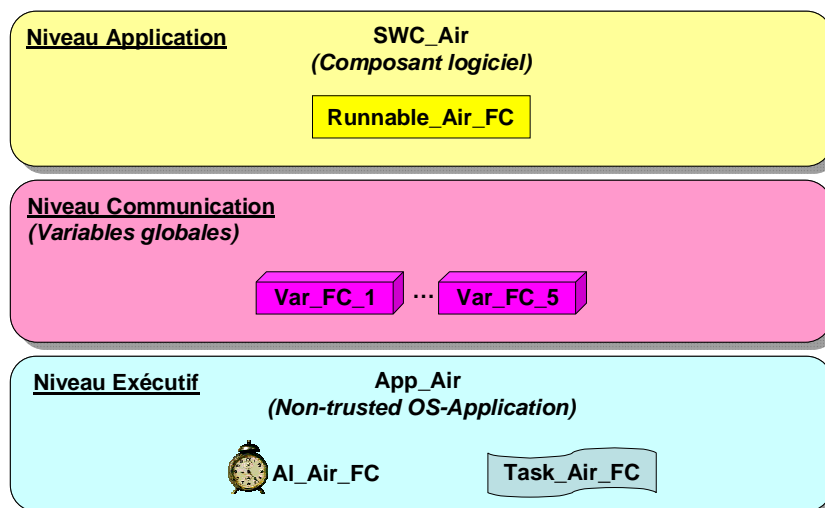 Niveau Application
SWC_Air
(Composant logiciel)
Runnable_Air_FC
Niveau Communication
(Variables globales)
Var_FC_1 ... Var_FC_5
Niveau Exécutif
App_Air
(Non-trusted OS-Application)
Al_Air_FC
Task_Air_FC